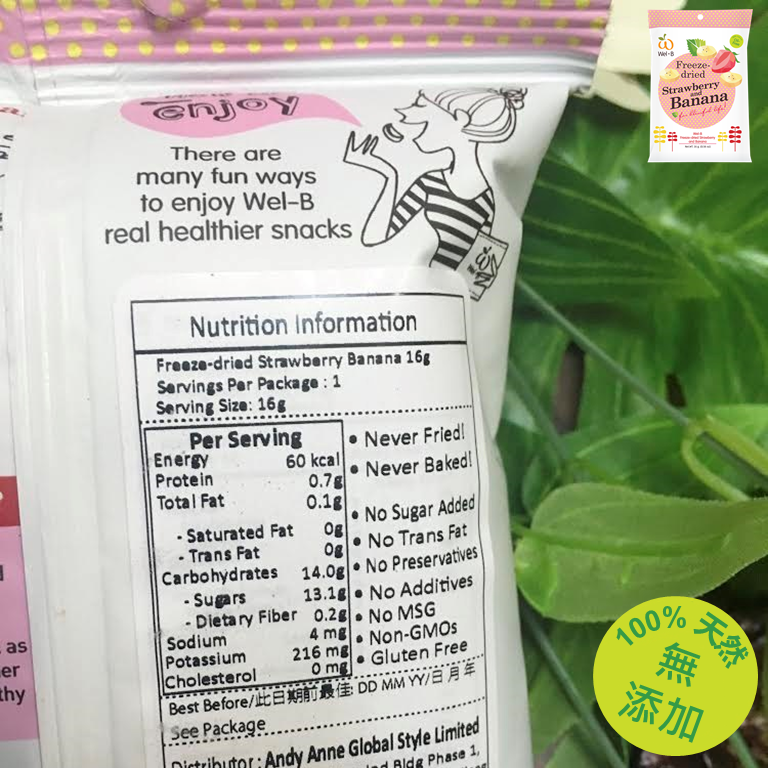 enjoy
There are
many fun ways
to enjoy Wel-B
real healthier snacks
Nutrition Information
Freeze-dried Strawberry Banana 16g
Servings Per Package : 1
Serving Size: 16g
Per Serving
Energy 60 kcal
Protein 0.7g
Total Fat 0.1g
- Saturated Fat 0g
- Trans Fat 0g
Carbohydrates 14.0g
- Sugars 13.1g
- Dietary Fiber 0.2g
Sodium 4 mg
Potassium 216 mg
Cholesterol 0 mg
• Never Fried!
• Never Baked!
• No Sugar Added
• No Trans Fat
• No Preservatives
• No Additives
• No MSG
• Non-GMOs
• Gluten Free
Best Before/此日期前最佳: DD MM YY/日 月 年
See Package
Distributor : Andy Anne Global Style Limited
Bldg Phase 1,
as
er
thy
Wel·B
Freeze-
dried
Strawberry
and
Banana
100% 天然
無
添加